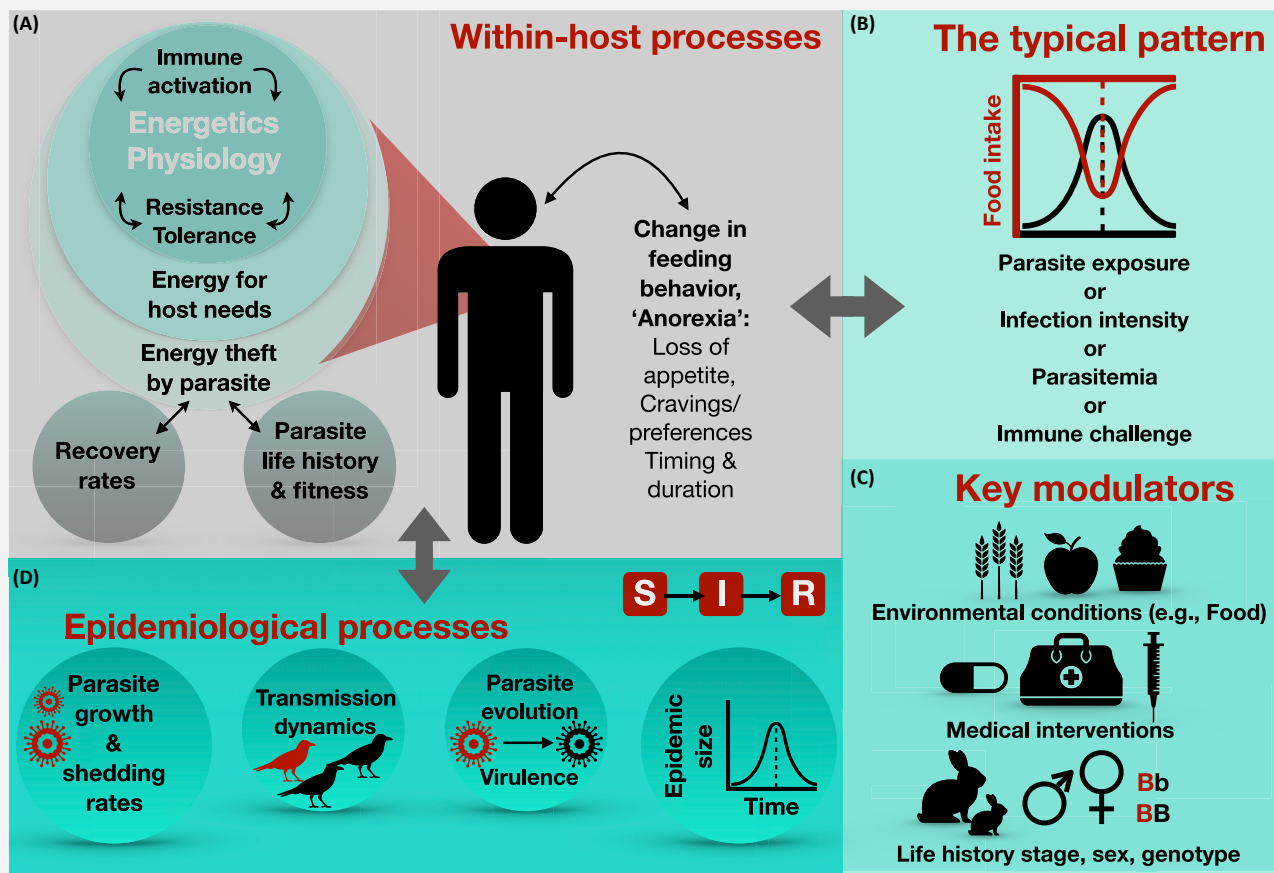 (A)
Within-host processes
Immune
activation
Energetics
Physiology
Resistance
Tolerance
Energy for
host needs
Energy theft
by parasite
Recovery
rates
Parasite
life history
& fitness
Change in
feeding
behavior,
‘Anorexia’:
Loss of
appetite,
Cravings/
preferences
Timing &
duration
(B)
The typical pattern
Food intake
Parasite exposure
or
Infection intensity
or
Parasitemia
or
Immune challenge
(C)
Key modulators
Environmental conditions (e.g., Food)
Medical interventions
Bb
BB
Life history stage, sex, genotype
(D)
S I R
Epidemiological processes
Parasite
growth
&
shedding
rates
Transmission
dynamics
Parasite
evolution
Virulence
Epidemic
size
Time